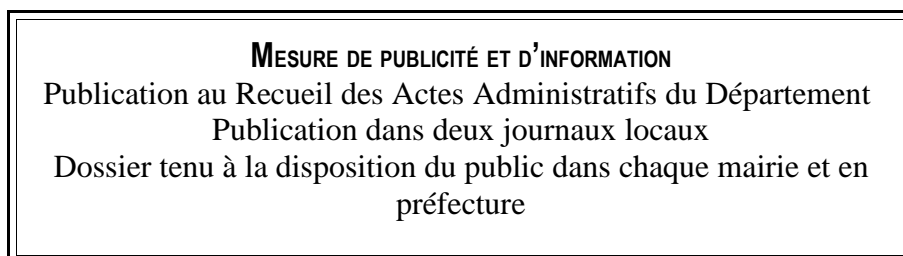 MESURE DE PUBLICITÉ ET D'INFORMATION
Publication au Recueil des Actes Administratifs du Département
Publication dans deux journaux locaux
Dossier tenu à la disposition du public dans chaque mairie et en
préfecture